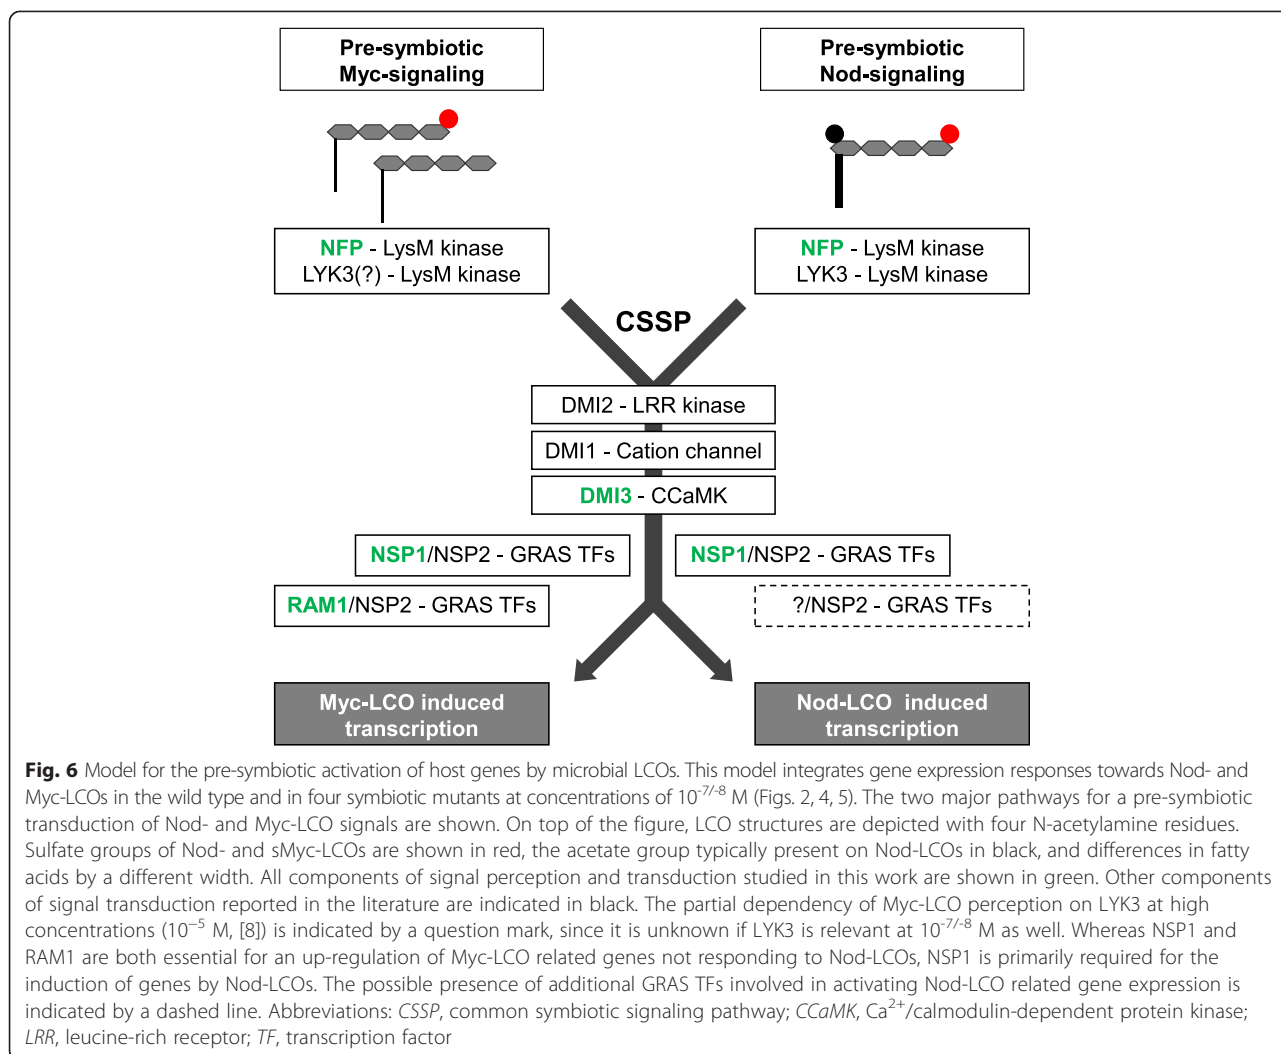 Pre-symbiotic
Myc-signaling
Pre-symbiotic
Nod-signaling
NFP - LysM kinase
LYK3(?) - LysM kinase
NFP - LysM kinase
LYK3 - LysM kinase
CSSP
DMI2 - LRR kinase
DMI1 - Cation channel
DMI3 - CCaMK
NSP1/NSP2 - GRAS TFs
NSP1/NSP2 - GRAS TFs
RAM1/NSP2 - GRAS TFs
?/NSP2 - GRAS TFs
Myc-LCO induced
transcription
Nod-LCO induced
transcription
Fig. 6 Model for the pre-symbiotic activation of host genes by microbial LCOs. This model integrates gene expression responses towards Nod- and
Myc-LCOs in the wild type and in four symbiotic mutants at concentrations of 10⁻⁷/⁻⁸ M (Figs. 2, 4, 5). The two major pathways for a pre-symbiotic
transduction of Nod- and Myc-LCO signals are shown. On top of the figure, LCO structures are depicted with four N-acetylamine residues.
Sulfate groups of Nod- and sMyc-LCOs are shown in red, the acetate group typically present on Nod-LCOs in black, and differences in fatty
acids by a different width. All components of signal perception and transduction studied in this work are shown in green. Other components
of signal transduction reported in the literature are indicated in black. The partial dependency of Myc-LCO perception on LYK3 at high
concentrations (10⁻⁵ M, [8]) is indicated by a question mark, since it is unknown if LYK3 is relevant at 10⁻⁷/⁻⁸ M as well. Whereas NSP1 and
RAM1 are both essential for an up-regulation of Myc-LCO related genes not responding to Nod-LCOs, NSP1 is primarily required for the
induction of genes by Nod-LCOs. The possible presence of additional GRAS TFs involved in activating Nod-LCO related gene expression is
indicated by a dashed line. Abbreviations: CSSP, common symbiotic signaling pathway; CCaMK, Ca²⁺/calmodulin-dependent protein kinase;
LRR, leucine-rich receptor; TF, transcription factor